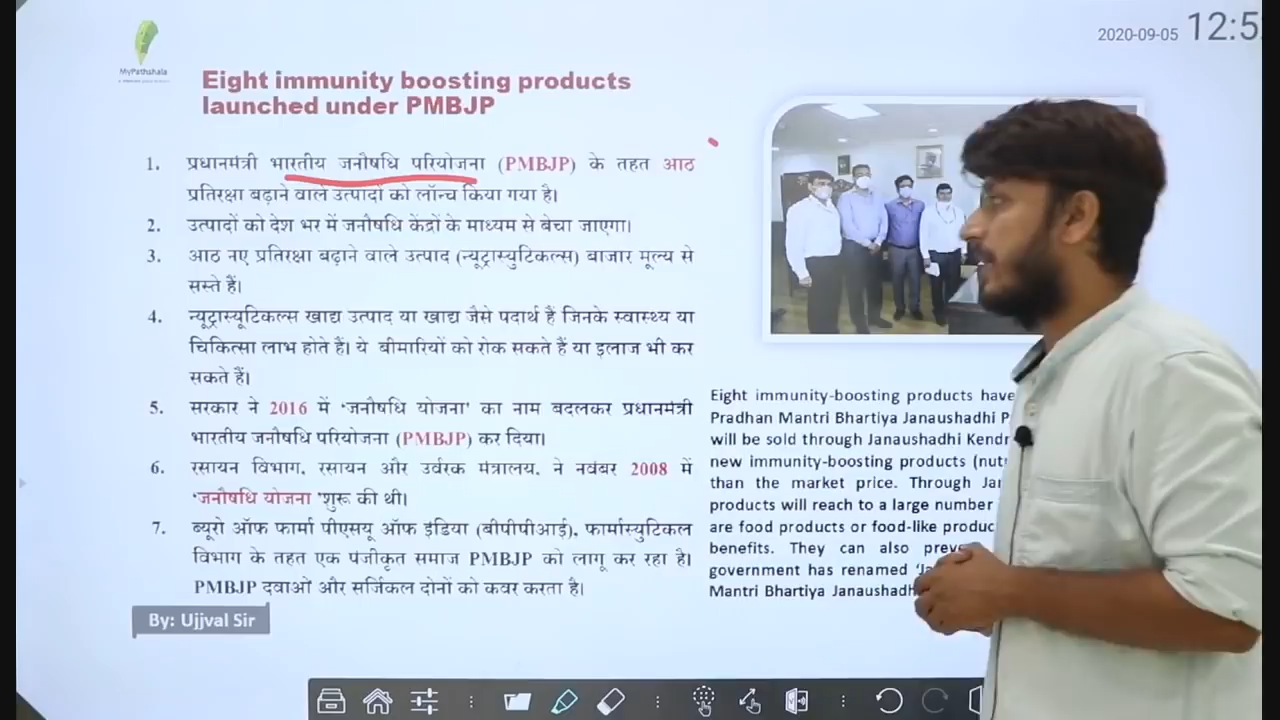 2020-09-05 12:5
MyPathshala
Eight immunity boosting products
launched under PMBJP
1. प्रधानमंत्री भारतीय जनौषधि परियोजना (PMBJP) के तहत आठ
प्रतिरक्षा बढ़ाने वाले उत्पादों को लॉन्च किया गया है।
2. उत्पादों को देश भर में जनौषधि केंद्रों के माध्यम से बेचा जाएगा।
3. आठ नए प्रतिरक्षा बढ़ाने वाले उत्पाद (न्यूट्रास्युटिकल्स) बाजार मूल्य से
सस्ते हैं।
4. न्यूट्रास्यूटिकल्स खाद्य उत्पाद या खाद्य जैसे पदार्थ हैं जिनके स्वास्थ्य या
चिकित्सा लाभ होते हैं। ये बीमारियों को रोक सकते हैं या इलाज भी कर
सकते हैं।
5. सरकार ने 2016 में 'जनौषधि योजना' का नाम बदलकर प्रधानमंत्री
भारतीय जनौषधि परियोजना (PMBJP) कर दिया।
6. रसायन विभाग, रसायन और उर्वरक मंत्रालय, ने नवंबर 2008 में
'जनौषधि योजना 'शुरू की थी।
7. ब्यूरो ऑफ फार्मा पीएसयू ऑफ इंडिया (बीपीपीआई), फार्मास्युटिकल
विभाग के तहत एक पंजीकृत समाज PMBJP को लागू कर रहा है।
PMBJP दवाओं और सर्जिकल दोनों को कवर करता है।
By: Ujjval Sir
Eight immunity-boosting products have
Pradhan Mantri Bhartiya Janaushadhi P
will be sold through Janaushadhi Kendr
new immunity-boosting products (nut
than the market price. Through Jan
products will reach to a large number
are food products or food-like produc
benefits. They can also prev
government has renamed 'Ja
Mantri Bhartiya Janaushadh